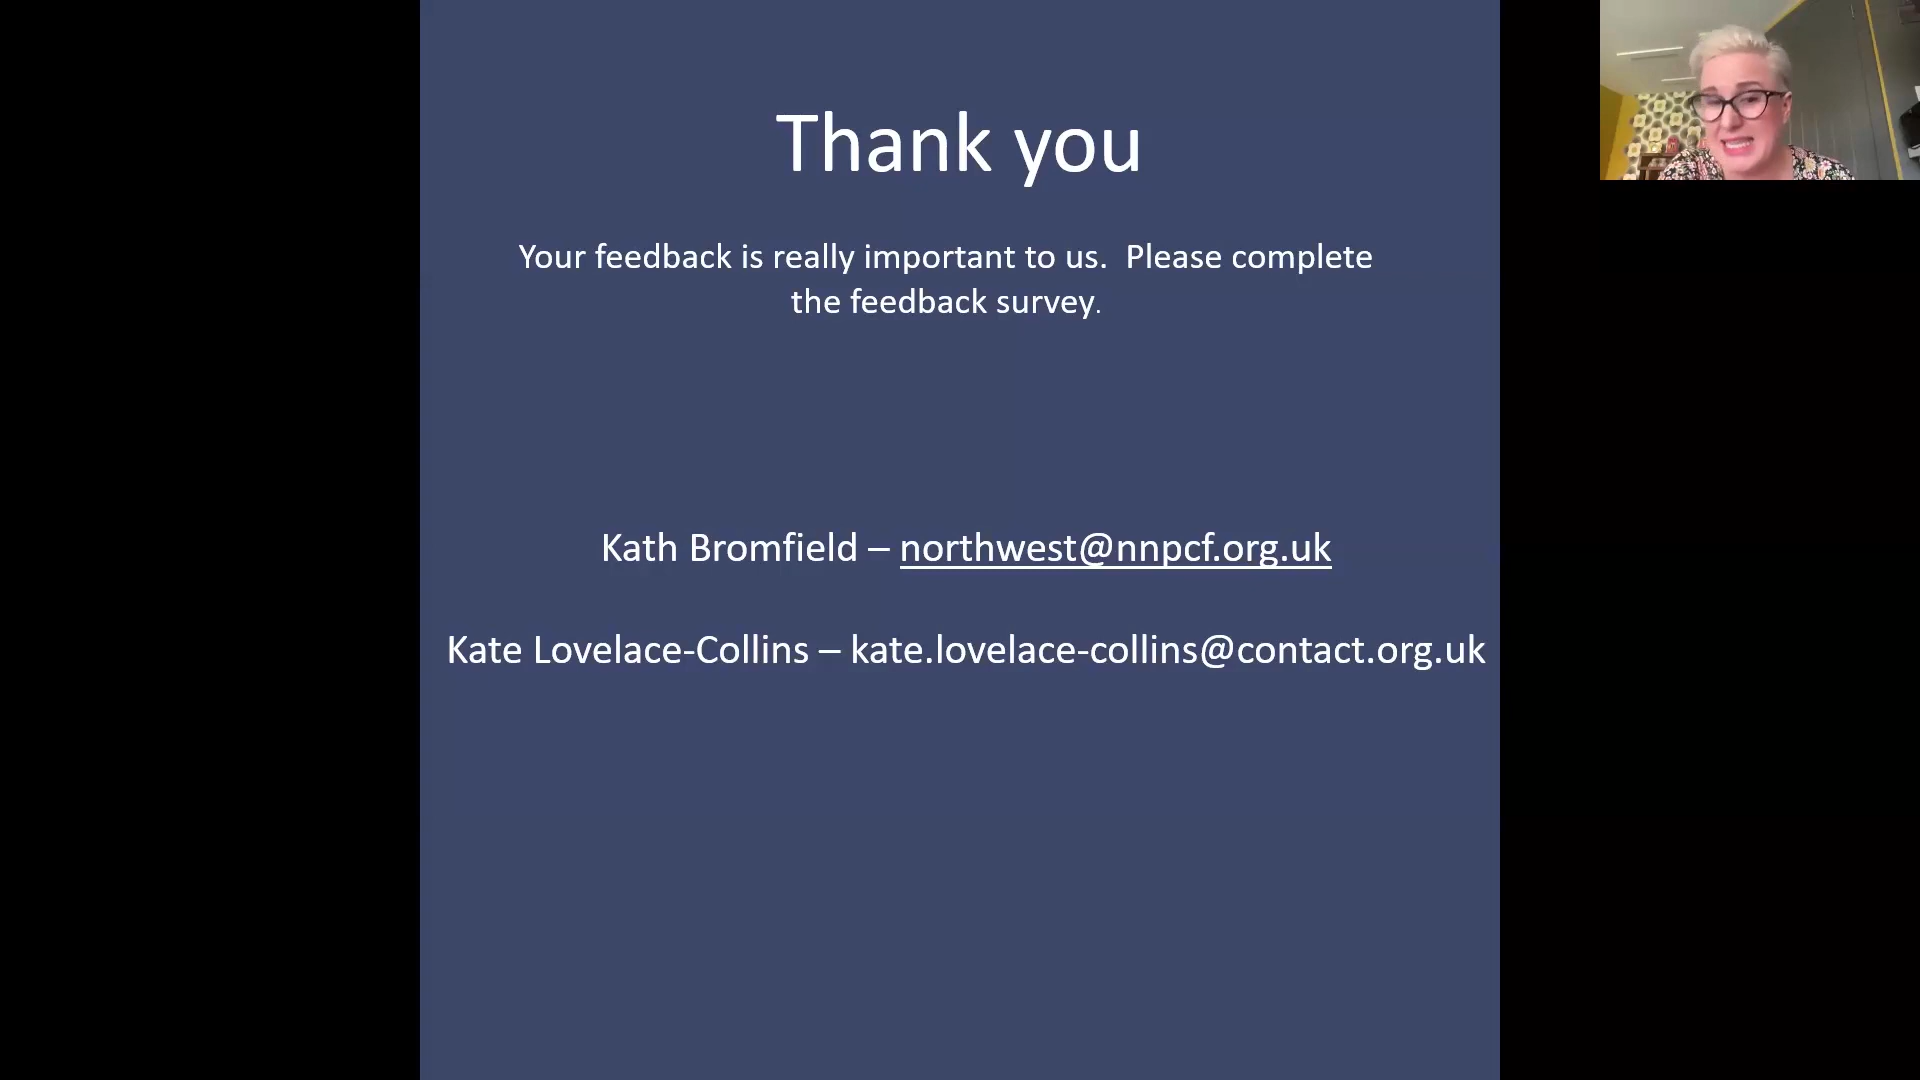 Thank you
Your feedback is really important to us.  Please complete
the feedback survey.
Kath Bromfield – northwest@nnpcf.org.uk
Kate Lovelace-Collins – kate.lovelace-collins@contact.org.uk